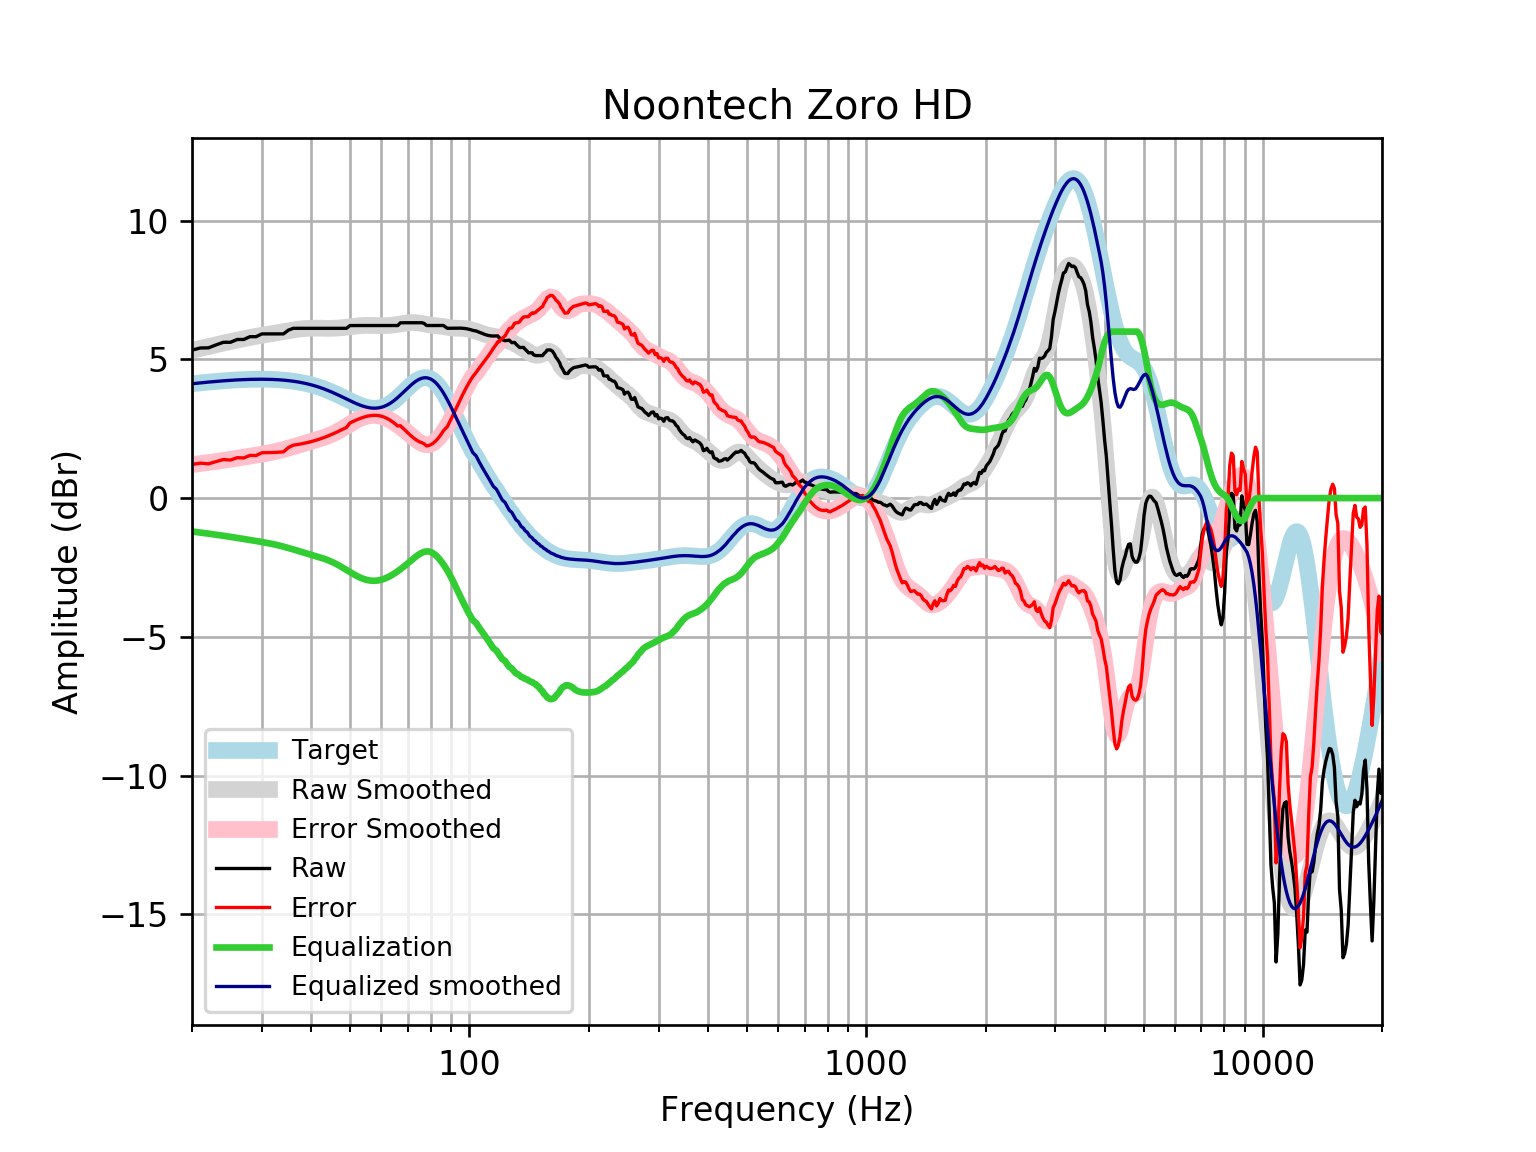 Noontech Zoro HD
Amplitude (dBr)
10
5
0
−5
−10
−15
Target
Raw Smoothed
Error Smoothed
Raw
Error
Equalization
Equalized smoothed
100
1000
10000
Frequency (Hz)